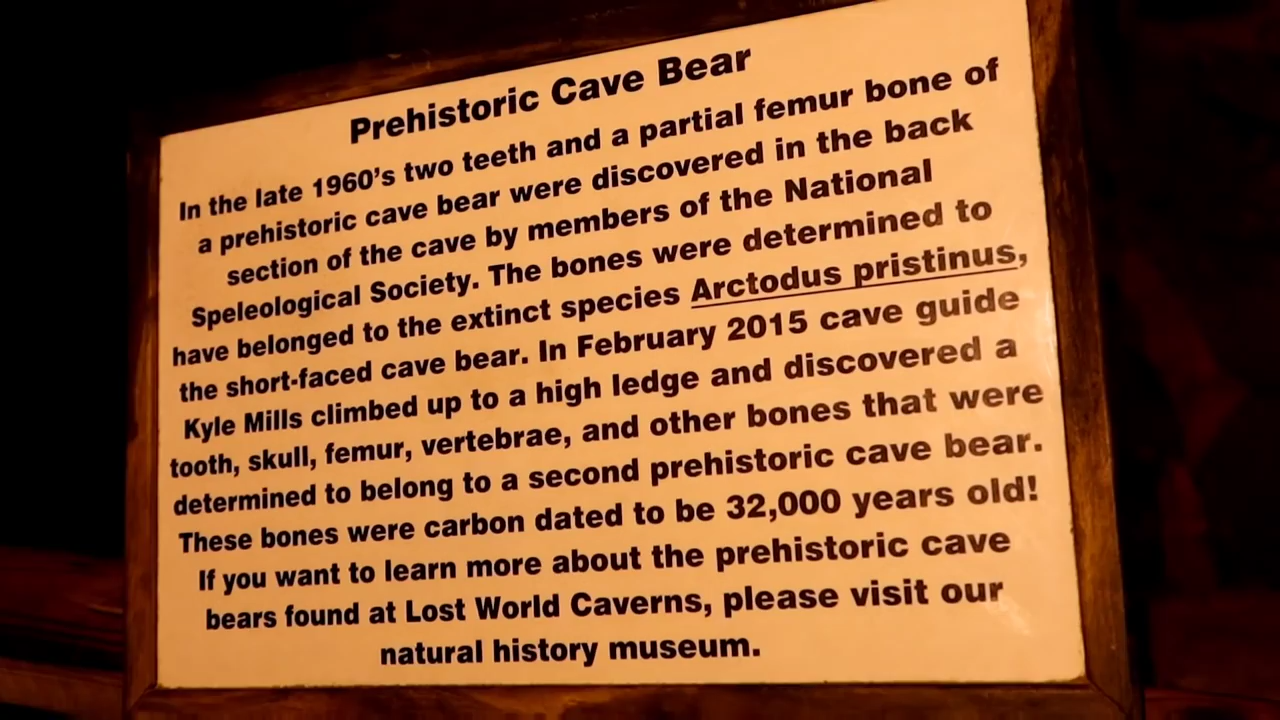 Prehistoric Cave Bear
In the late 1960's two teeth and a partial femur bone of
a prehistoric cave bear were discovered in the back
section of the cave by members of the National
Speleological Society. The bones were determined to
have belonged to the extinct species Arctodus pristinus,
the short-faced cave bear. In February 2015 cave guide
Kyle Mills climbed up to a high ledge and discovered a
tooth, skull, femur, vertebrae, and other bones that were
determined to belong to a second prehistoric cave bear.
These bones were carbon dated to be 32,000 years old!
If you want to learn more about the prehistoric cave
bears found at Lost World Caverns, please visit our
natural history museum.